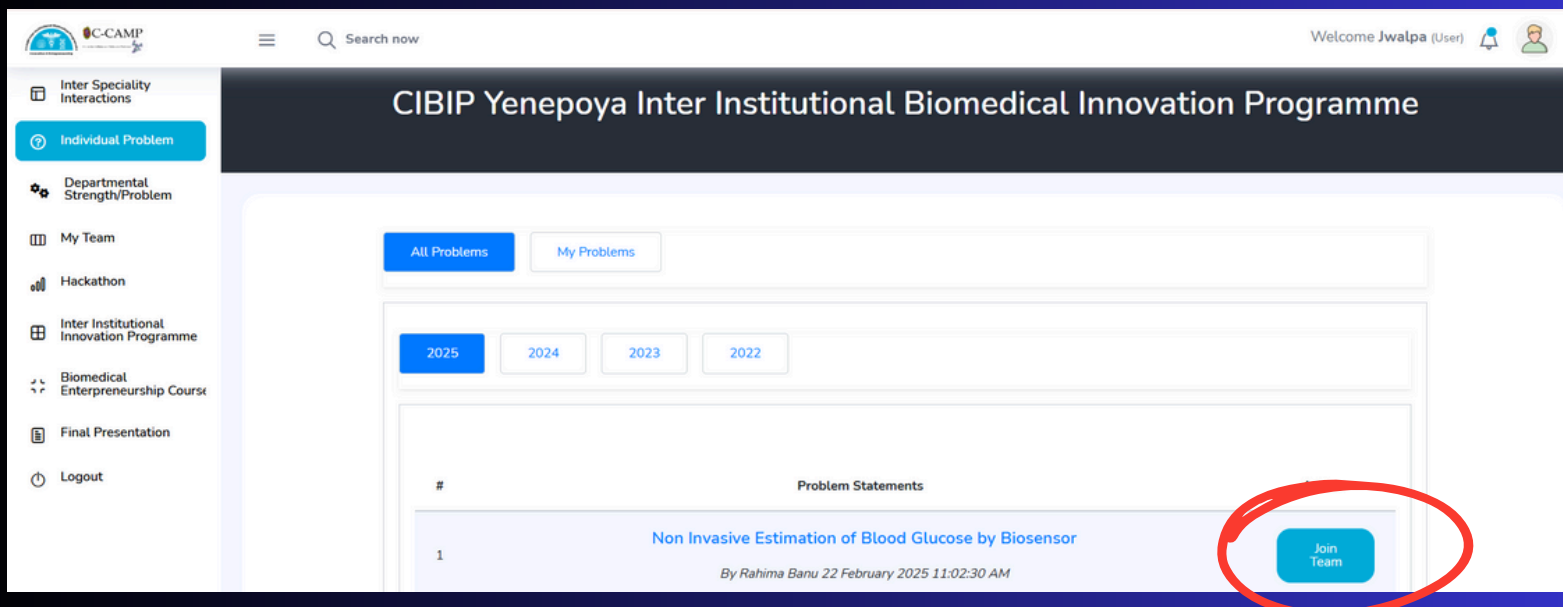 C-CAMP
Search now
Welcome Jwalpa (User)
Inter Speciality
Interactions
Individual Problem
Departmental
Strength/Problem
My Team
Hackathon
Inter Institutional
Innovation Programme
Biomedical
Enterpreneurship Course
Final Presentation
Logout
CIBIP Yenepoya Inter Institutional Biomedical Innovation Programme
All Problems
My Problems
2025
2024
2023
2022
#
Problem Statements
1
Non Invasive Estimation of Blood Glucose by Biosensor
By Rahima Banu 22 February 2025 11:02:30 AM
Join
Team